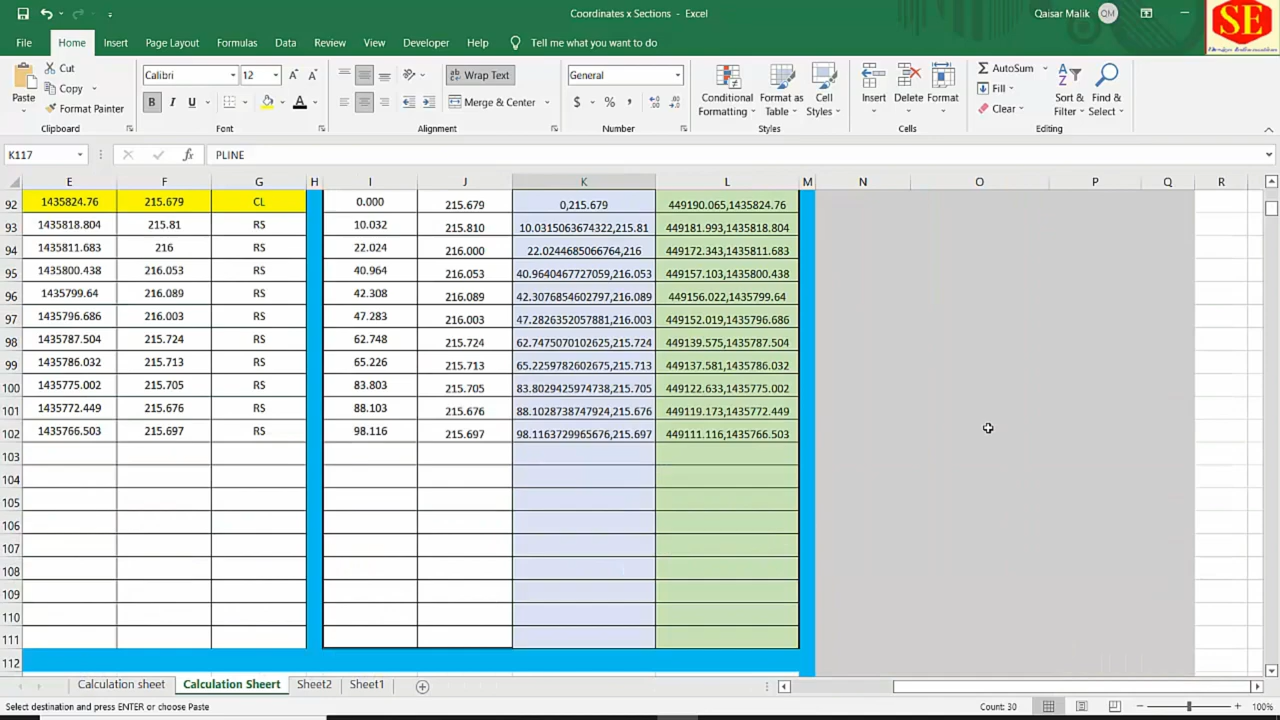 Coordinates x Sections - Excel
Qaisar Malik QM
SE
File Home Insert Page Layout Formulas Data Review View Developer Help Tell me what you want to do
Paste Cut Copy Format Painter
Calibri 12 B I U
Wrap Text Merge & Center
General $ % ,
Conditional Formatting Format as Table Cell Styles
Insert Delete Format
AutoSum Fill Clear Sort & Filter Find & Select
Clipboard Font Alignment Number Styles Cells Editing
K117 fx PLINE
E F G H I J K L M N O P Q R
92 1435824.76 215.679 CL 0.000 215.679 0,215.679 449190.065,1435824.76
93 1435818.804 215.81 RS 10.032 215.810 10.0315063674322,215.81 449181.993,1435818.804
94 1435811.683 216 RS 22.024 216.000 22.0244685066764,216 449172.343,1435811.683
95 1435800.438 216.053 RS 40.964 216.053 40.9640467727059,216.053 449157.103,1435800.438
96 1435799.64 216.089 RS 42.308 216.089 42.3076854602797,216.089 449156.022,1435799.64
97 1435796.686 216.003 RS 47.283 216.003 47.2826352057881,216.003 449152.019,1435796.686
98 1435787.504 215.724 RS 62.748 215.724 62.7475070102625,215.724 449139.575,1435787.504
99 1435786.032 215.713 RS 65.226 215.713 65.2259782602675,215.713 449137.581,1435786.032
100 1435775.002 215.705 RS 83.803 215.705 83.8029425974738,215.705 449122.633,1435775.002
101 1435772.449 215.676 RS 88.103 215.676 88.1028738747924,215.676 449119.173,1435772.449
102 1435766.503 215.697 RS 98.116 215.697 98.1163729965676,215.697 449111.116,1435766.503
103
104
105
106
107
108
109
110
111
112
Calculation sheet Calculation Sheert Sheet2 Sheet1
Select destination and press ENTER or choose Paste Count: 30 100%